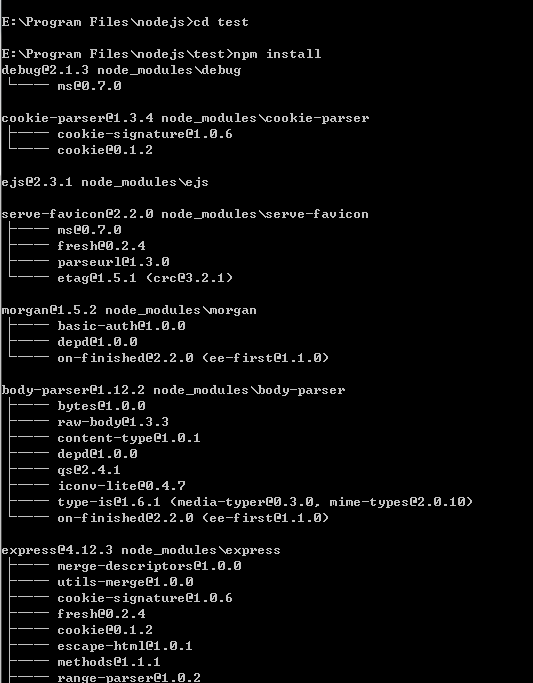 E:\Program Files\nodejs>cd test
E:\Program Files\nodejs\test>npm install
debug@2.1.3 node_modules\debug
└── ms@0.7.0
cookie-parser@1.3.4 node_modules\cookie-parser
├── cookie-signature@1.0.6
└── cookie@0.1.2
ejs@2.3.1 node_modules\ejs
serve-favicon@2.2.0 node_modules\serve-favicon
├── ms@0.7.0
├── fresh@0.2.4
├── parseurl@1.3.0
└── etag@1.5.1 (crc@3.2.1)
morgan@1.5.2 node_modules\morgan
├── basic-auth@1.0.0
├── depd@1.0.0
└── on-finished@2.2.0 (ee-first@1.1.0)
body-parser@1.12.2 node_modules\body-parser
├── bytes@1.0.0
├── raw-body@1.3.3
├── content-type@1.0.1
├── depd@1.0.0
├── qs@2.4.1
├── iconv-lite@0.4.7
├── type-is@1.6.1 (media-typer@0.3.0, mime-types@2.0.10)
└── on-finished@2.2.0 (ee-first@1.1.0)
express@4.12.3 node_modules\express
├── merge-descriptors@1.0.0
├── utils-merge@1.0.0
├── cookie-signature@1.0.6
├── fresh@0.2.4
├── cookie@0.1.2
├── escape-html@1.0.1
├── methods@1.1.1
├── range-parser@1.0.2